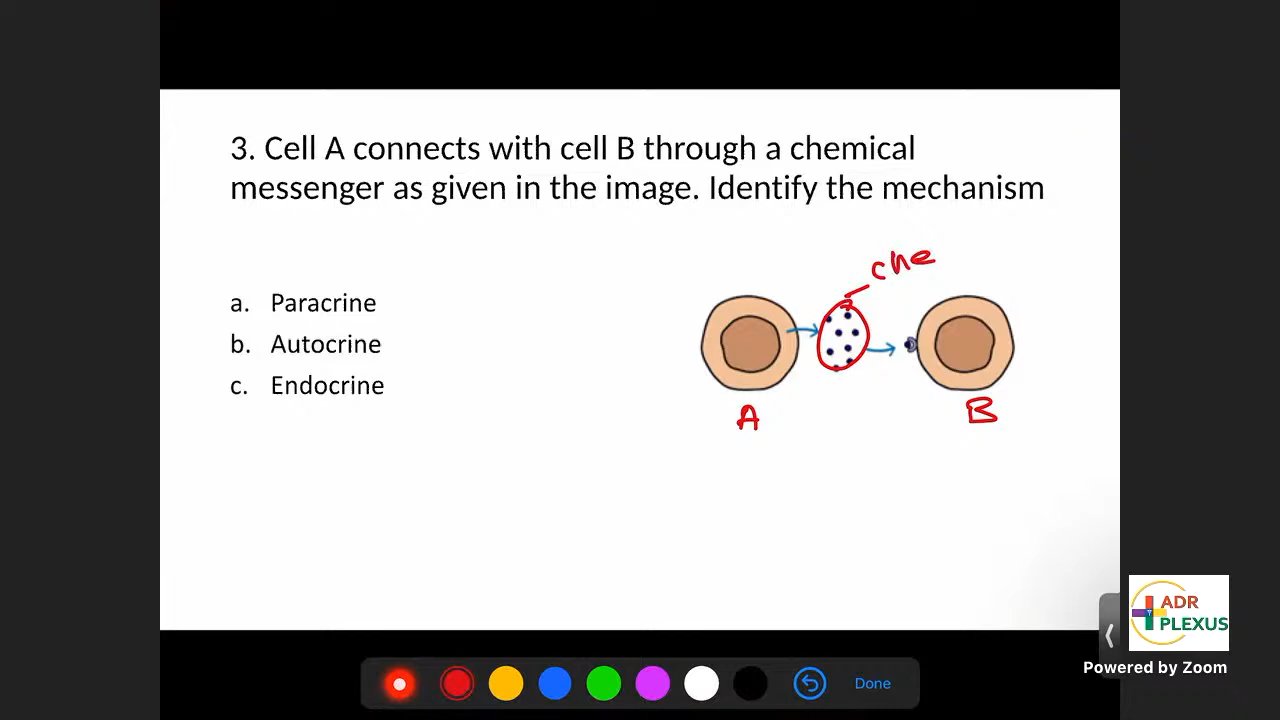 3. Cell A connects with cell B through a chemical
messenger as given in the image. Identify the mechanism
che
a. Paracrine
b. Autocrine
c. Endocrine
A
B
ADR
PLEXUS
Powered by Zoom
Done